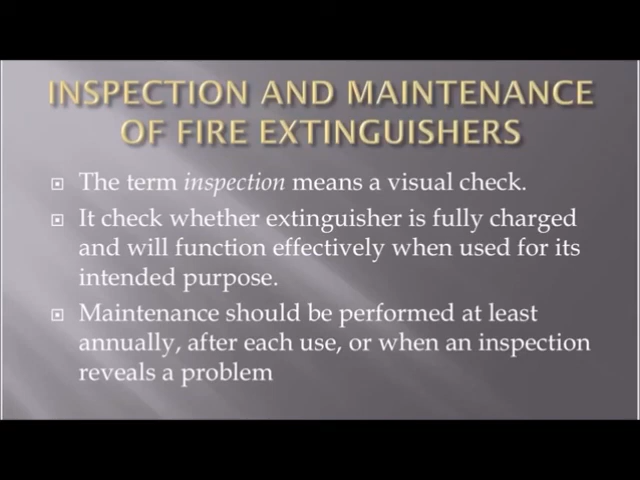 INSPECTION AND MAINTENANCE
OF FIRE EXTINGUISHERS
The term inspection means a visual check.
It check whether extinguisher is fully charged
and will function effectively when used for its
intended purpose.
Maintenance should be performed at least
annually, after each use, or when an inspection
reveals a problem